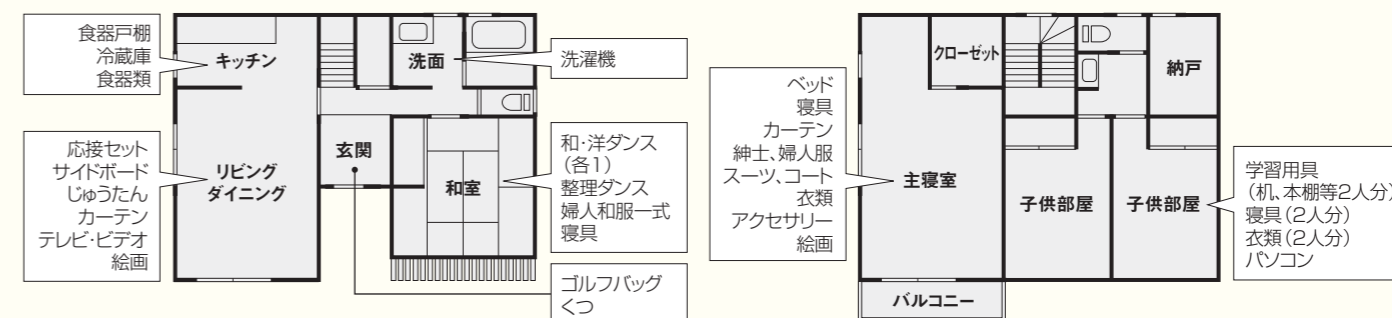 食器戸棚
冷蔵庫
食器類
キッチン
洗面
洗濯機
応接セット
サイドボード
じゅうたん
カーテン
テレビ・ビデオ
絵画
リビング
ダイニング
玄関
和室
和・洋ダンス
(各1)
整理ダンス
婦人和服一式
寝具
ゴルフバッグ
くつ
ベッド
寝具
カーテン
紳士、婦人服
スーツ、コート
衣類
アクセサリー
絵画
クローゼット
納戸
主寝室
子供部屋
子供部屋
バルコニー
学習用具
(机、本棚等2人分)
寝具(2人分)
衣類(2人分)
パソコン